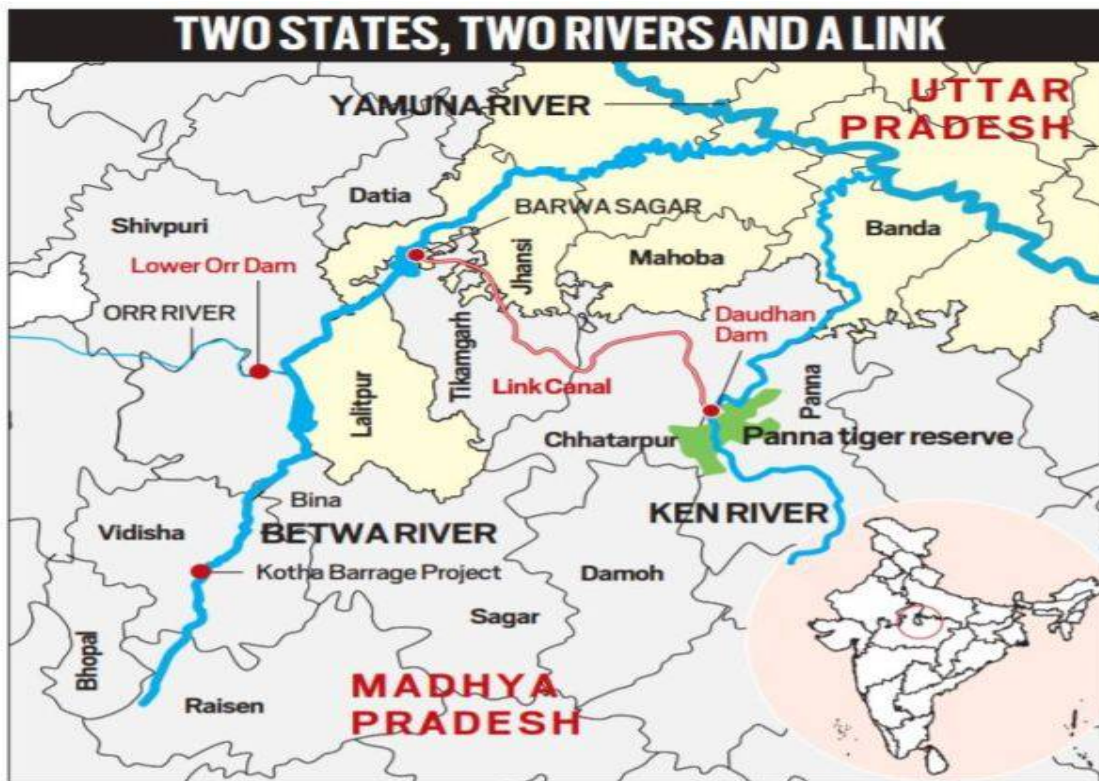 TWO STATES, TWO RIVERS AND A LINK
YAMUNA RIVER
UTTAR
PRADESH
Datia
BARWA SAGAR
Shivpuri
Lower Orr Dam
Jhansi
Mahoba
Banda
ORR RIVER
Tikamgarh
Daudhan
Dam
Lalitpur
Link Canal
Panna
Chhatarpur
Panna tiger reserve
Bina
Vidisha
BETWA RIVER
KEN RIVER
Kotha Barrage Project
Damoh
Sagar
Bhopal
Raisen
MADHYA
PRADESH